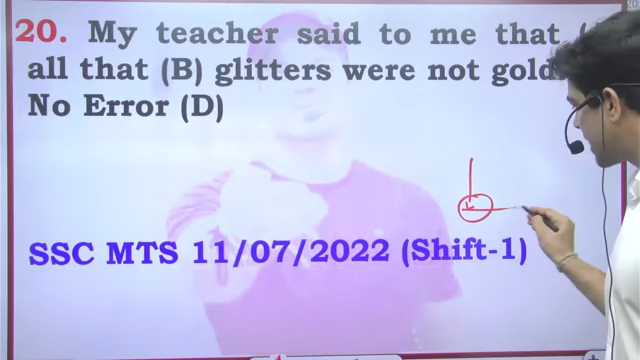 20. My teacher said to me that (
all that (B) glitters were not gold
No Error (D)
SSC MTS 11/07/2022 (Shift-1)